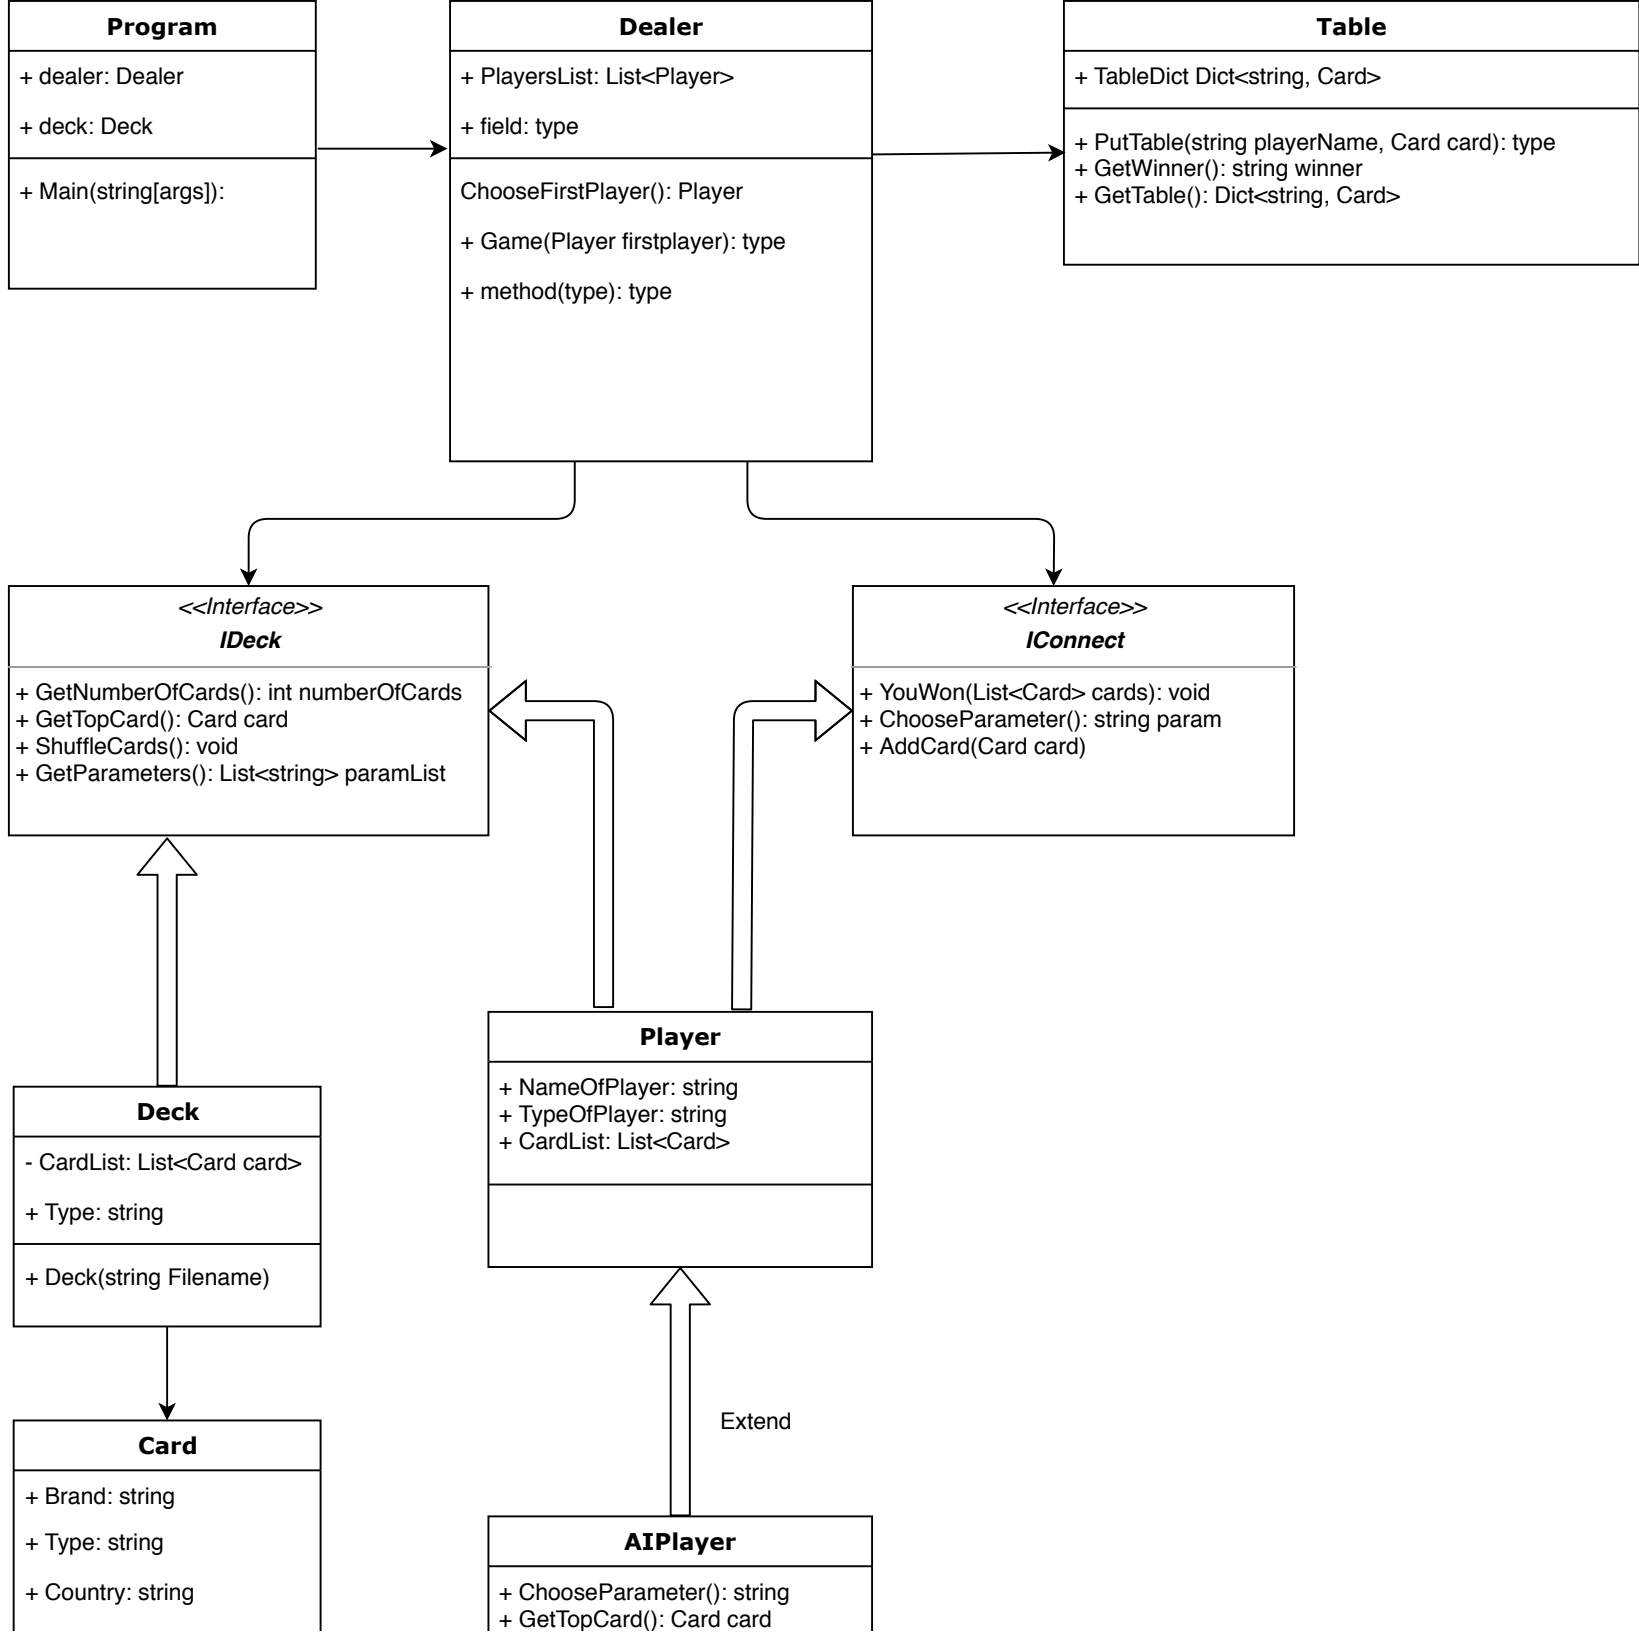 Program
+ dealer: Dealer
+ deck: Deck
+ Main(string[args]):
Dealer
+ PlayersList: List<Player>
+ field: type
ChooseFirstPlayer(): Player
+ Game(Player firstplayer): type
+ method(type): type
Table
+ TableDict Dict<string, Card>
+ PutTable(string playerName, Card card): type
+ GetWinner(): string winner
+ GetTable(): Dict<string, Card>
<<Interface>>
IDeck
+ GetNumberOfCards(): int numberOfCards
+ GetTopCard(): Card card
+ ShuffleCards(): void
+ GetParameters(): List<string> paramList
<<Interface>>
IConnect
+ YouWon(List<Card> cards): void
+ ChooseParameter(): string param
+ AddCard(Card card)
Deck
- CardList: List<Card card>
+ Type: string
+ Deck(string Filename)
Player
+ NameOfPlayer: string
+ TypeOfPlayer: string
+ CardList: List<Card>
Extend
Card
+ Brand: string
+ Type: string
+ Country: string
AIPlayer
+ ChooseParameter(): string
+ GetTopCard(): Card card